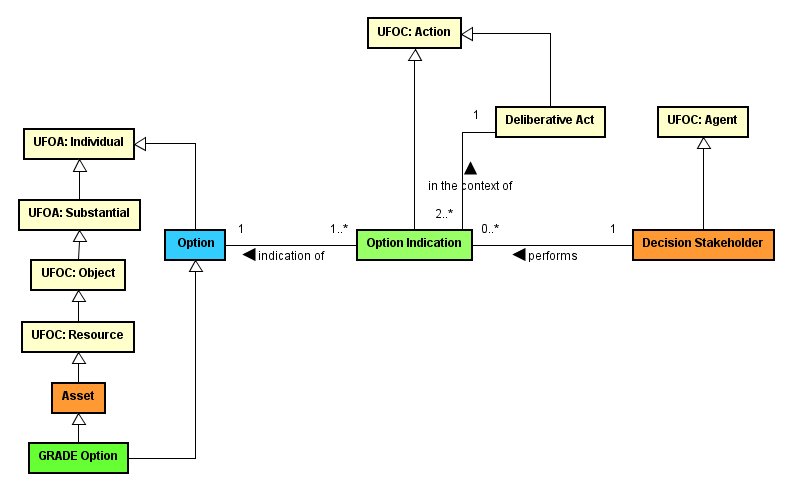 UFOC: Action
1
Deliberative Act
UFOC: Agent
UFOA: Individual
in the context of
UFOA: Substantial
2..*
1
1..*
0..*
1
Option
Option Indication
Decision Stakeholder
indication of
performs
UFOC: Object
UFOC: Resource
Asset
GRADE Option